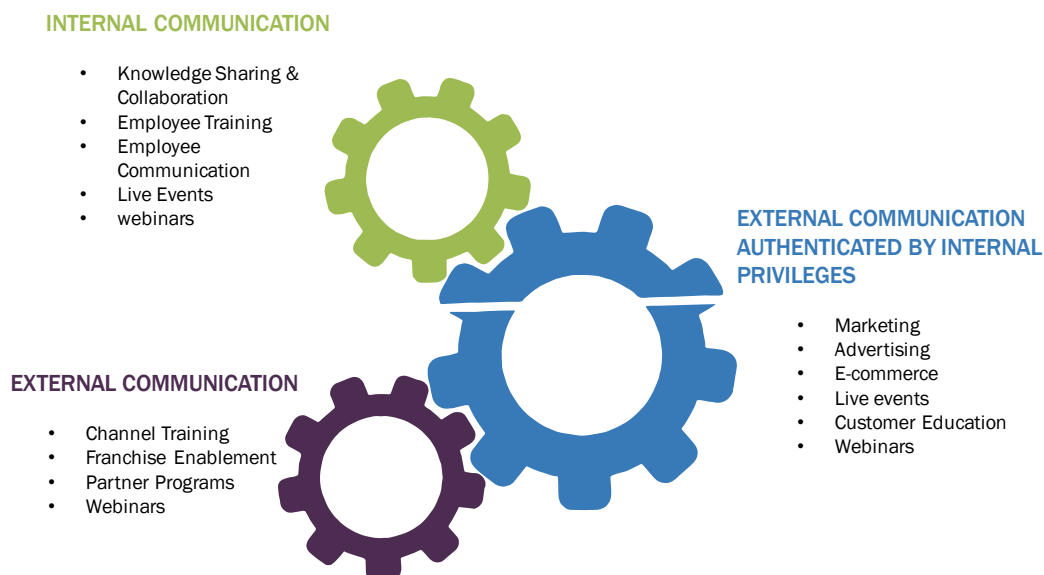 INTERNAL COMMUNICATION
• Knowledge Sharing &
Collaboration
• Employee Training
• Employee
Communication
• Live Events
• webinars
EXTERNAL COMMUNICATION
AUTHENTICATED BY INTERNAL
PRIVILEGES
• Marketing
• Advertising
• E-commerce
• Live events
• Customer Education
• Webinars
EXTERNAL COMMUNICATION
• Channel Training
• Franchise Enablement
• Partner Programs
• Webinars